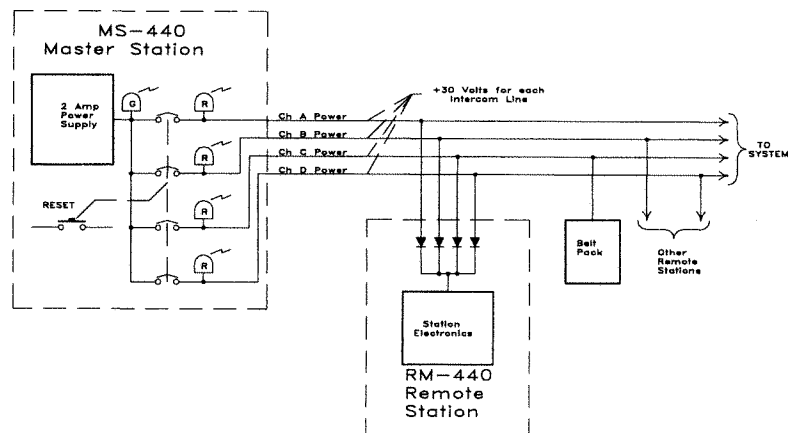 MS-440
Master Station
2 Amp
Power
Supply
G
R
R
R
R
RESET
Ch A Power
Ch B Power
Ch C Power
Ch D Power
+30 Volts for each
Intercom Line
TO
SYSTEM
Belt
Pack
Other
Remote
Stations
Station
Electronics
RM-440
Remote
Station